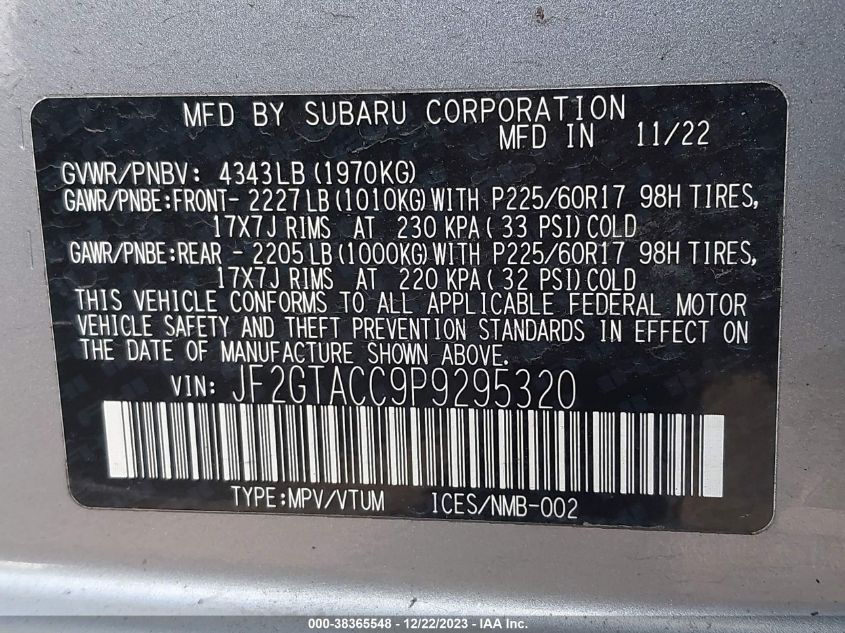 MFD BY SUBARU CORPORATION
MFD IN 11/22
GVWR/PNBV: 4343LB (1970KG)
GAWR/PNBE:FRONT- 2227LB(1010KG)WITH P225/60R17 98H TIRES,
17X7J RIMS AT 230 KPA( 33 PSI)COLD
GAWR/PNBE:REAR - 2205LB(1000KG)WITH P225/60R17 98H TIRES,
17X7J RIMS AT 220 KPA( 32 PSI)COLD
THIS VEHICLE CONFORMS TO ALL APPLICABLE FEDERAL MOTOR
VEHICLE SAFETY AND THEFT PREVENTION STANDARDS IN EFFECT ON
THE DATE OF MANUFACTURE SHOWN ABOVE.
VIN: JF2GTACC9P9295320
TYPE:MPV/VTUM ICES/NMB-002
000-38365548 - 12/22/2023 - © IAA Inc.